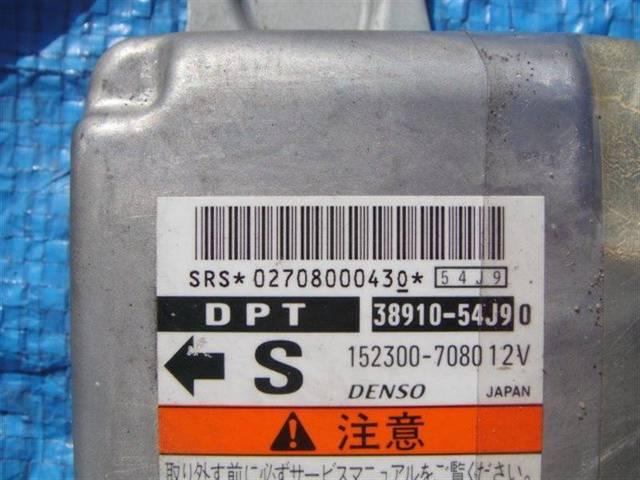 SRS*02708000430* 54J9
DPT 38910-54J90
S 152300-7080 12V
DENSO JAPAN
注意
取り外す前に必ずサービスマニュアルをご覧ください